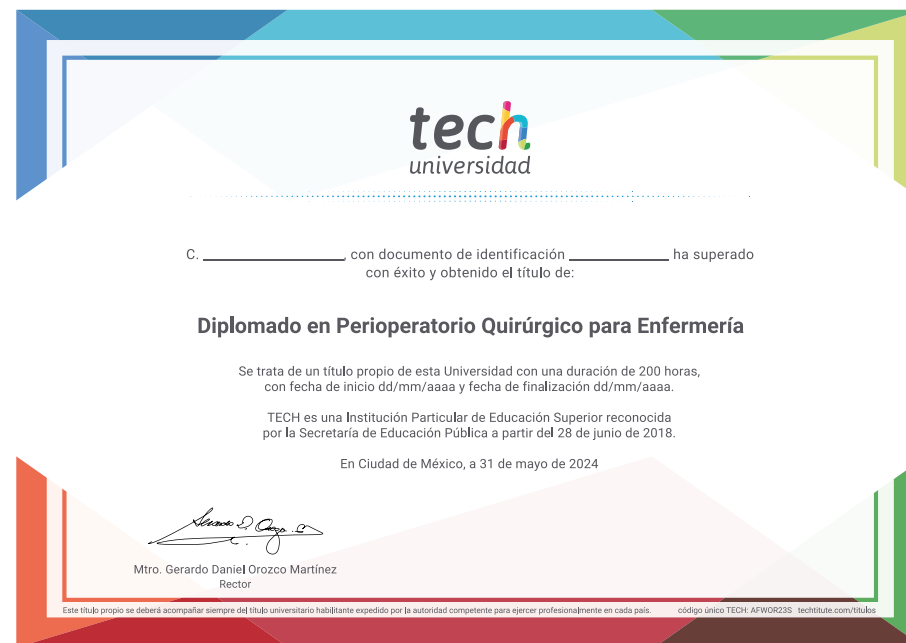 tech
universidad
C. ____________, con documento de identificación ____________ ha superado
con éxito y obtenido el título de:
Diplomado en Perioperatorio Quirúrgico para Enfermería
Se trata de un título propio de esta Universidad con una duración de 200 horas,
con fecha de inicio dd/mm/aaaa y fecha de finalización dd/mm/aaaa.
TECH es una Institución Particular de Educación Superior reconocida
por la Secretaría de Educación Pública a partir del 28 de junio de 2018.
En Ciudad de México, a 31 de mayo de 2024
Mtro. Gerardo Daniel Orozco Martínez
Rector
Este título propio se deberá acompañar siempre del título universitario habilitante expedido por la autoridad competente para ejercer profesionalmente en cada país. código único TECH: AFWOR23S techtitute.com/titulos